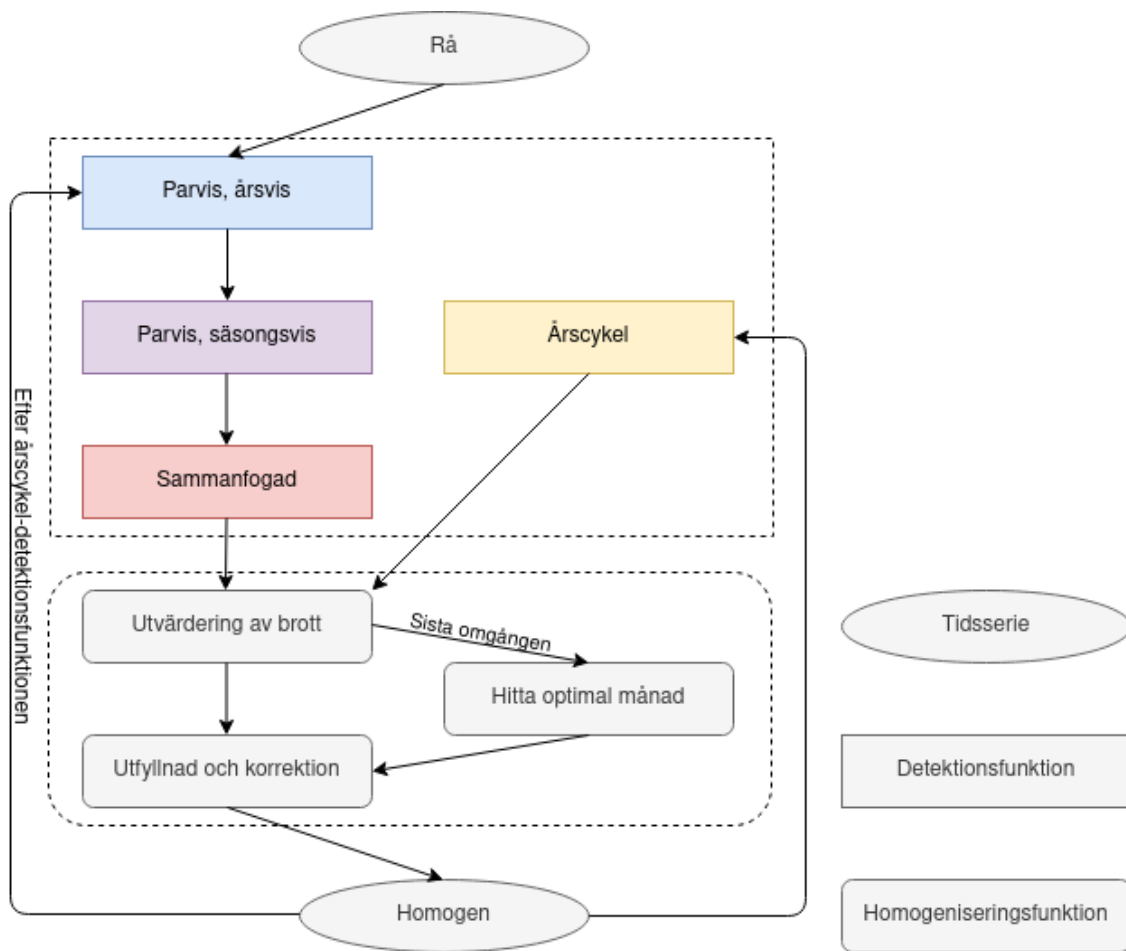 Rå
Parvis, årsvis
Parvis, säsongsvis
Årscykel
Sammanfogad
Efter årscykel-detektionsfunktionen
Utvärdering av brott
Sista omgången
Hitta optimal månad
Utfyllnad och korrektion
Homogen
Tidsserie
Detektionsfunktion
Homogeniseringsfunktion